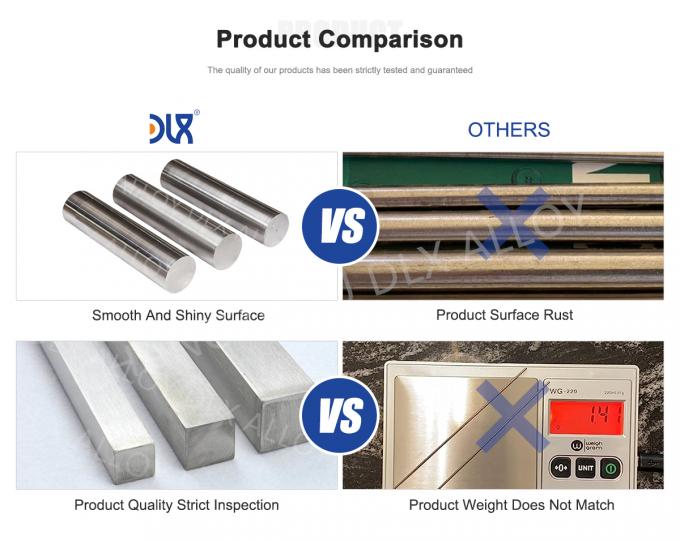 Product Comparison
The quality of our products has been strictly tested and guaranteed
DLX®
OTHERS
VS
DLX ALLOY
Smooth And Shiny Surface
Product Surface Rust
VS
WG-220
141
weigh
gram
UNIT
Product Quality Strict Inspection
Product Weight Does Not Match